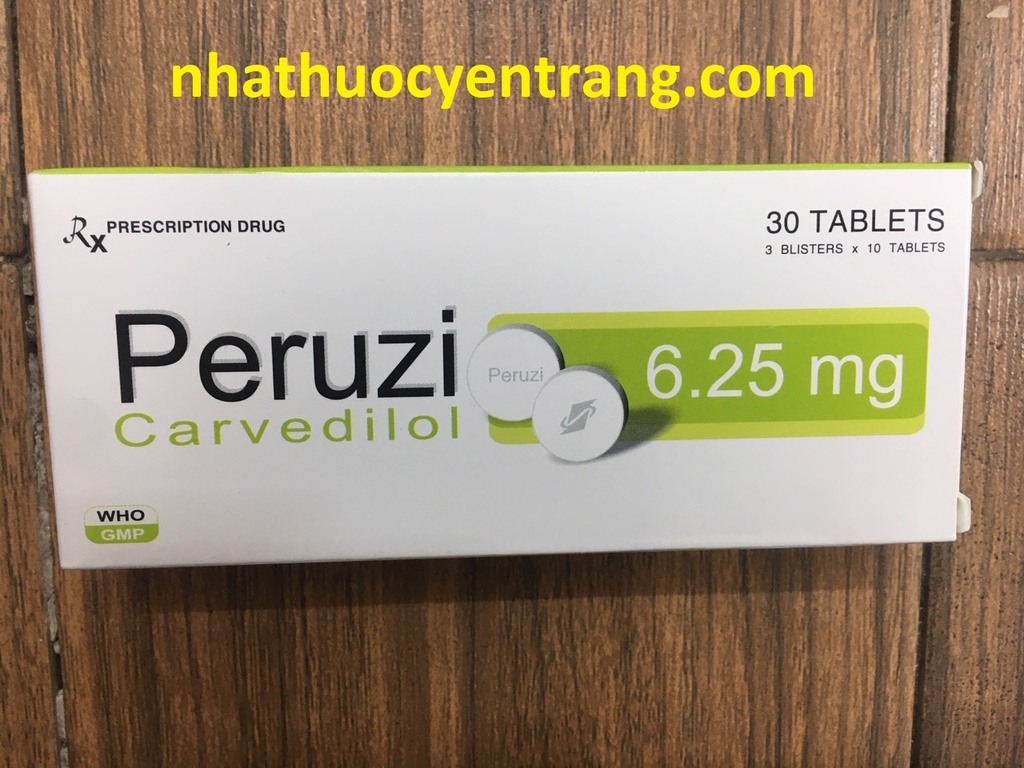 nhathuocyentrang.com
Rx PRESCRIPTION DRUG
30 TABLETS
3 BLISTERS x 10 TABLETS
Peruzi
Carvedilol
Peruzi
6.25 mg
WHO
GMP